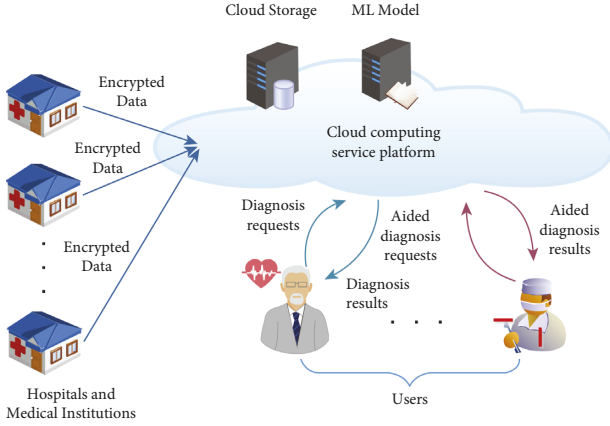 Cloud Storage
ML Model
Encrypted
Data
Encrypted
Data
Encrypted
Data
Cloud computing
service platform
Diagnosis
requests
Aided
diagnosis
requests
Aided
diagnosis
results
Diagnosis
results
. . .
Hospitals and
Medical Institutions
Users